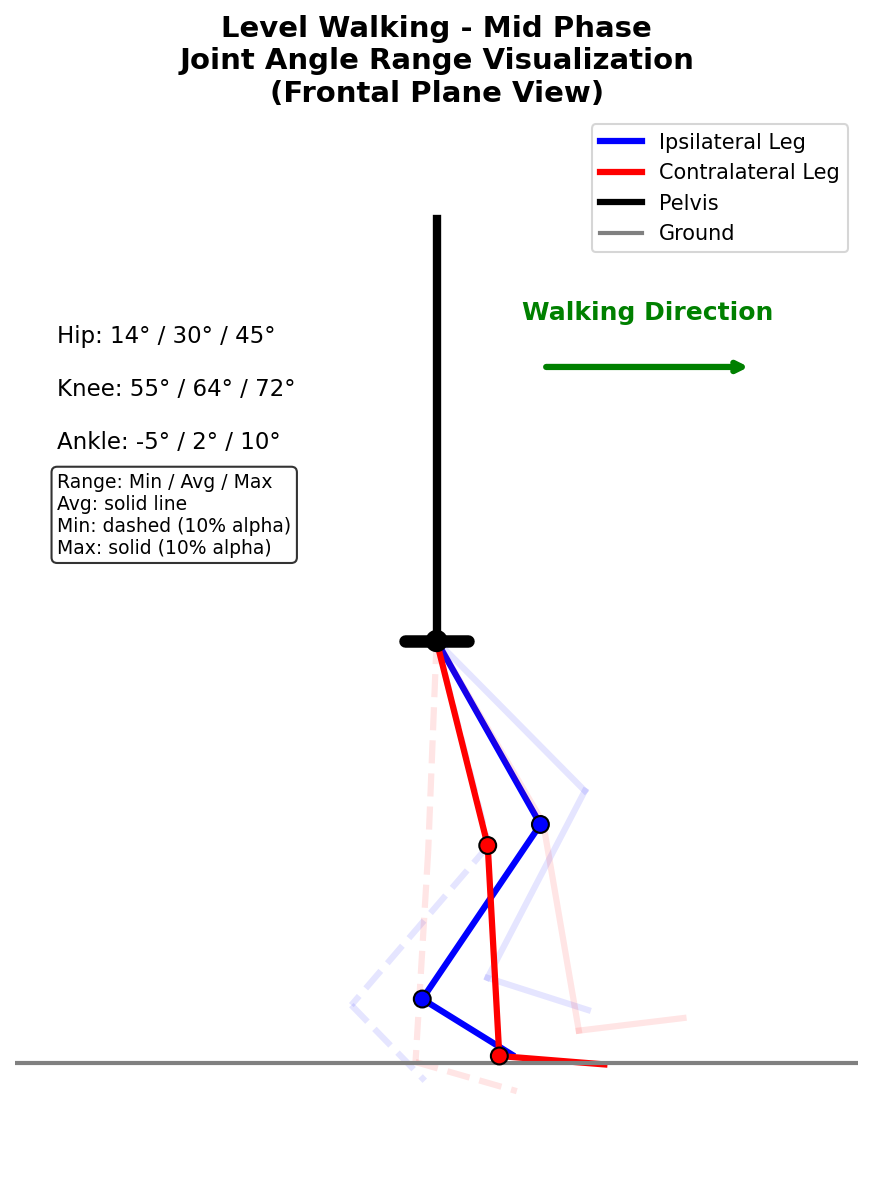 Level Walking - Mid Phase
Joint Angle Range Visualization
(Frontal Plane View)
Ipsilateral Leg
Contralateral Leg
Pelvis
Ground
Walking Direction
Hip: 14° / 30° / 45°
Knee: 55° / 64° / 72°
Ankle: -5° / 2° / 10°
Range: Min / Avg / Max
Avg: solid line
Min: dashed (10% alpha)
Max: solid (10% alpha)